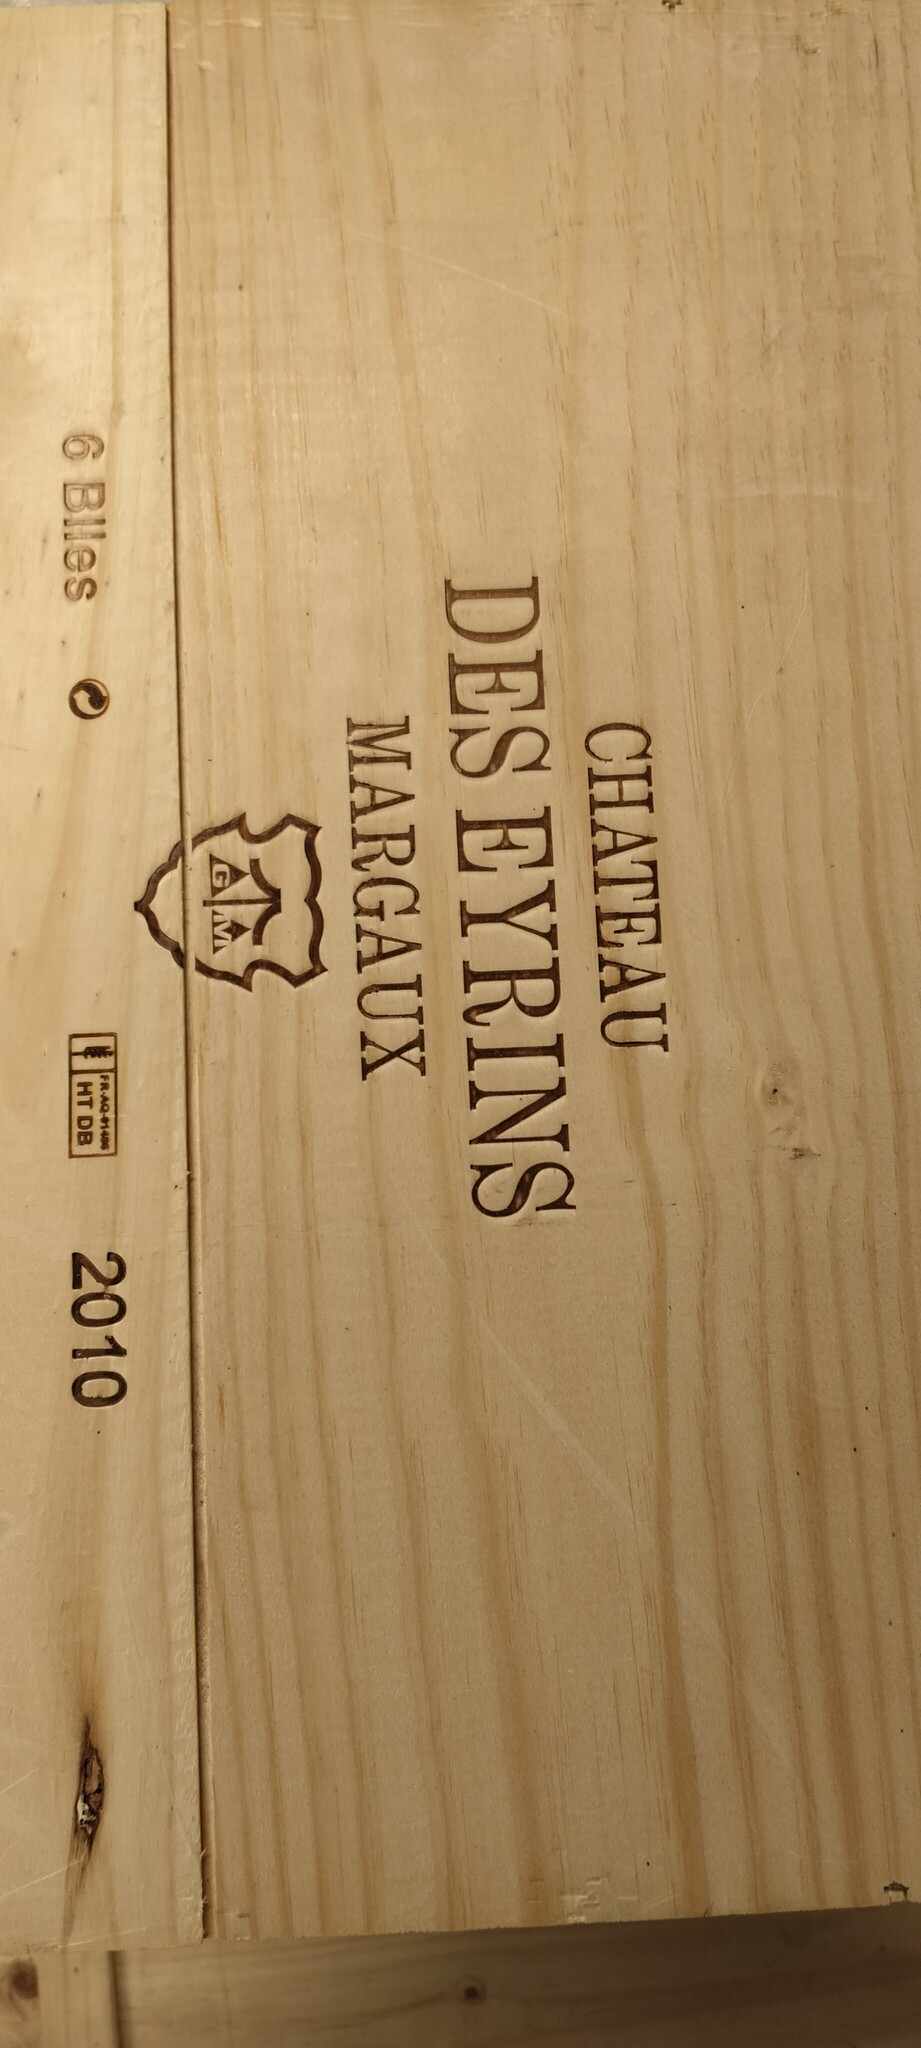 CHATEAU
DES EYRINS
MARGAUX
G M
6 Blles
HT DB
2010